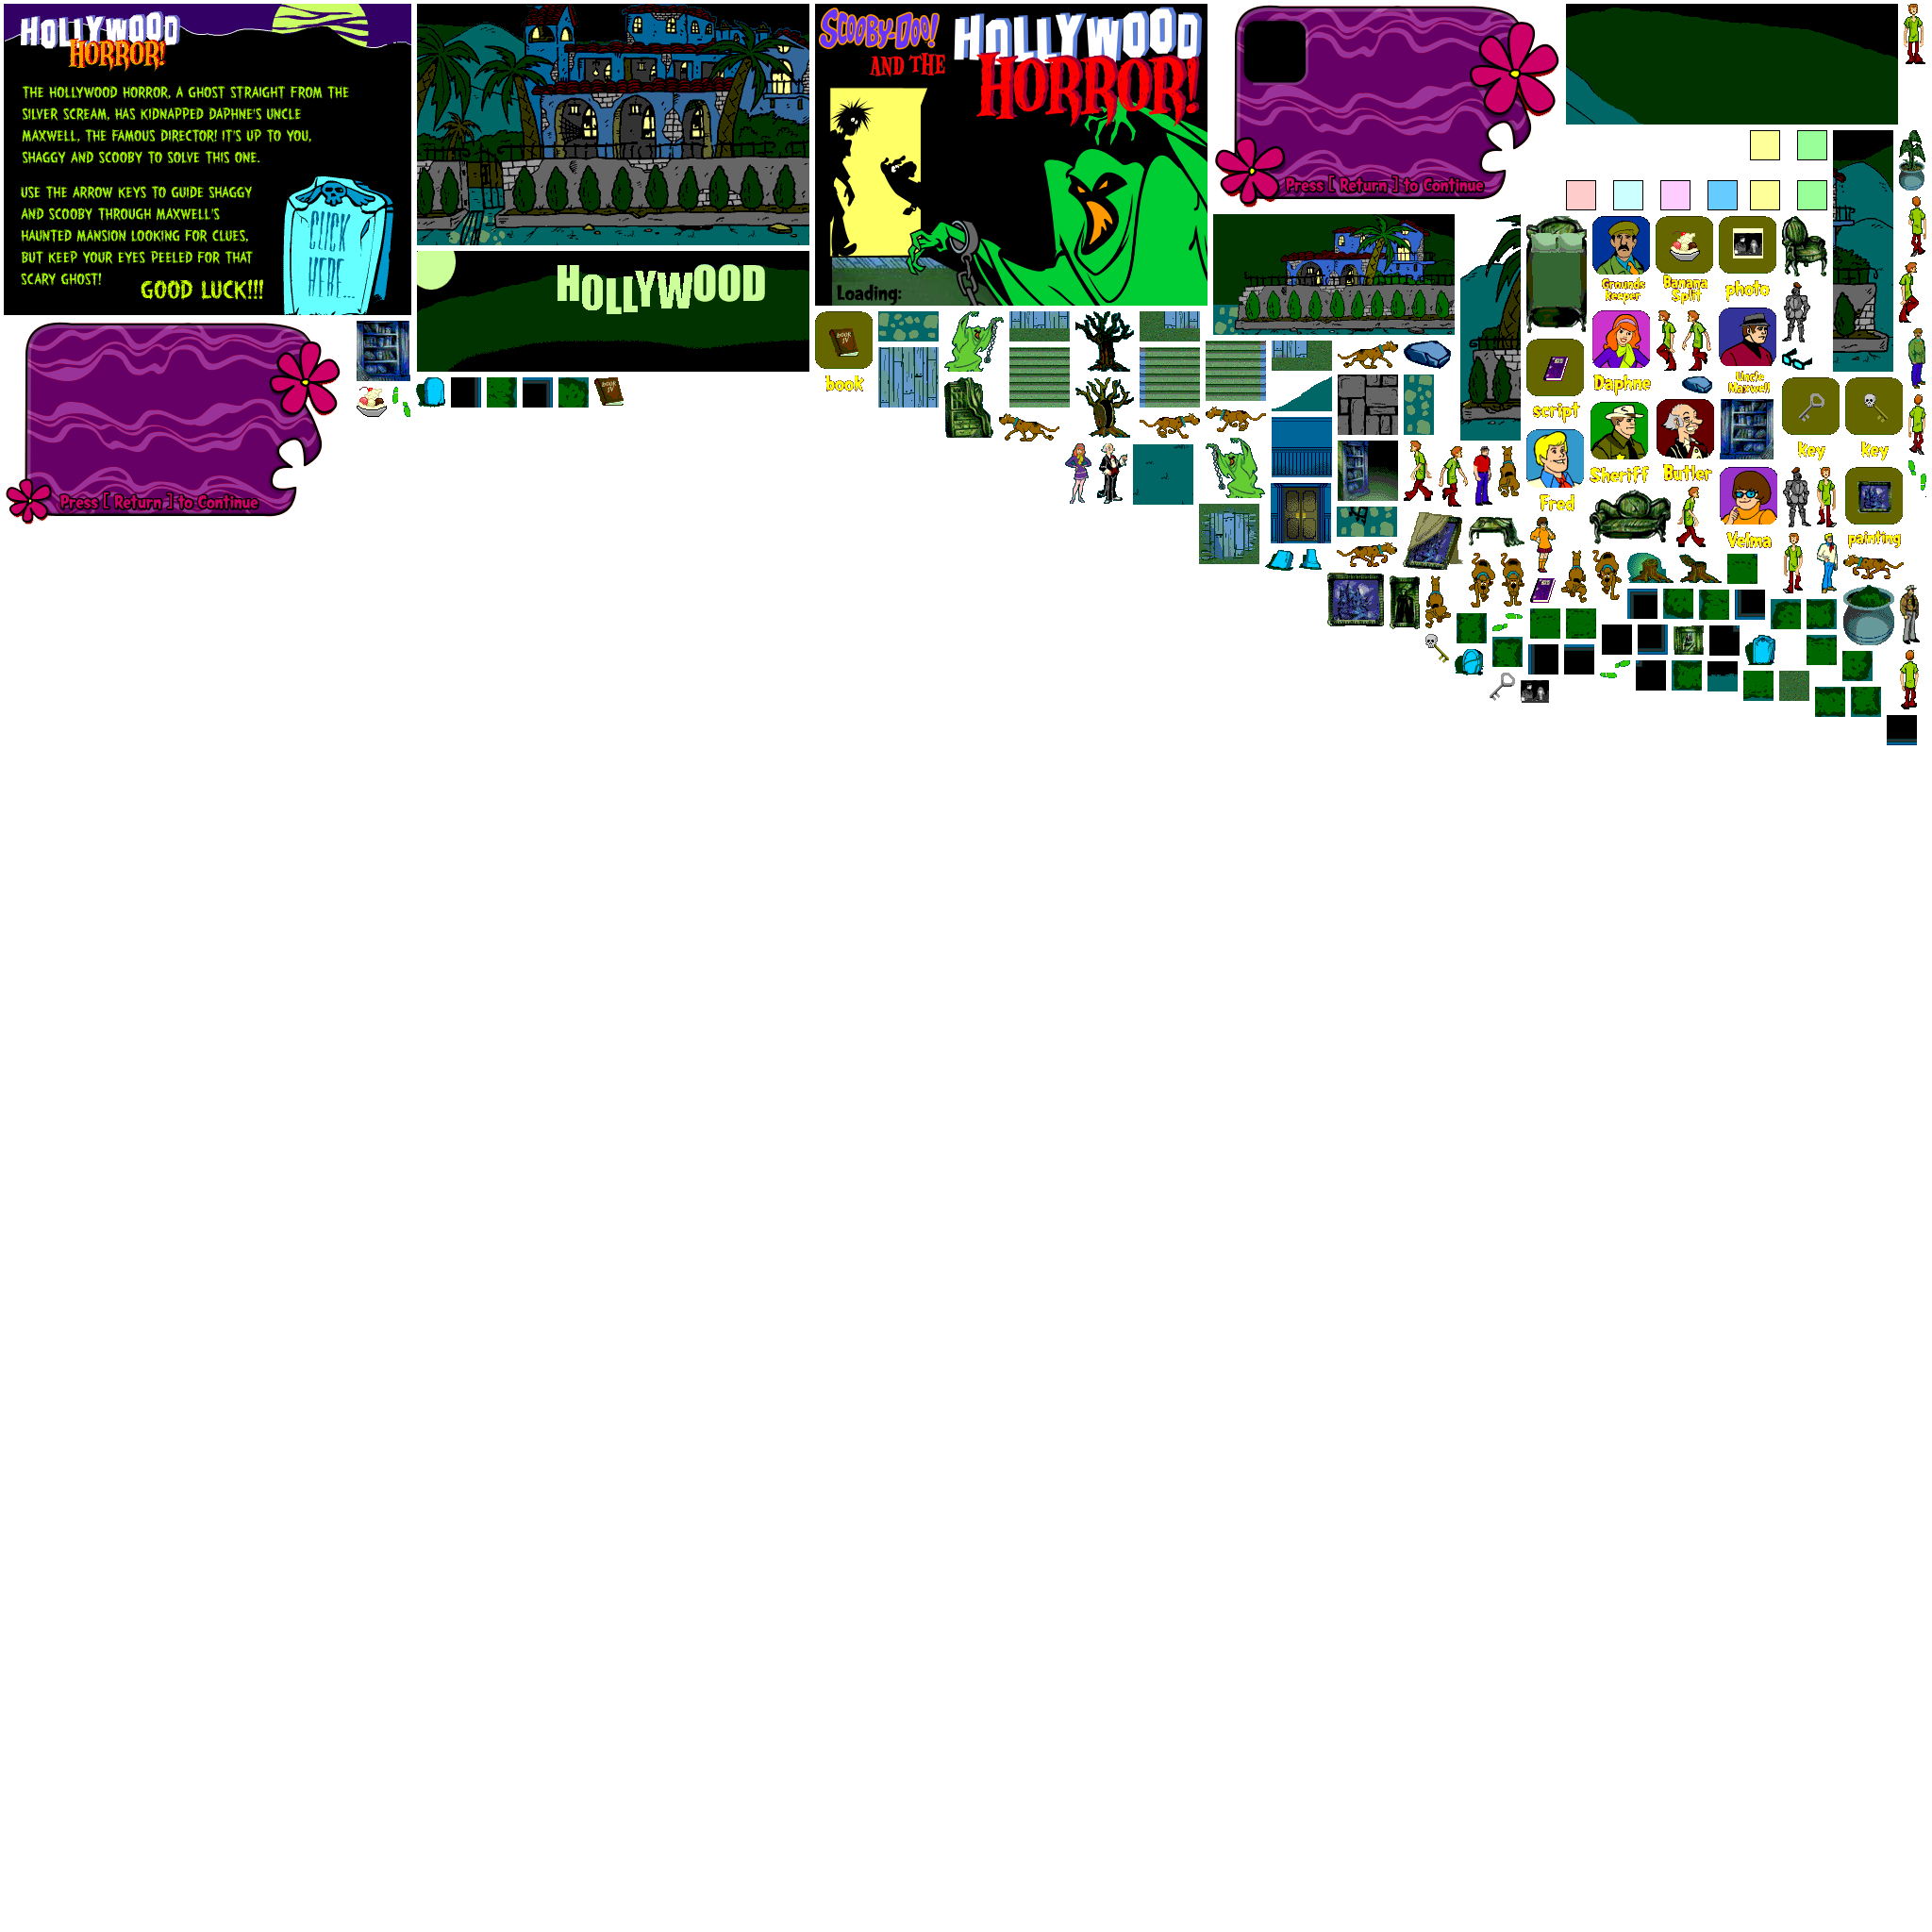 HOLLYWOOD
HORROR!
THE HOLLYWOOD HORROR, A GHOST STRAIGHT FROM THE
SILVER SCREAM, HAS KIDNAPPED DAPHNE'S UNCLE
MAXWELL, THE FAMOUS DIRECTOR! IT'S UP TO YOU,
SHAGGY AND SCOOBY TO SOLVE THIS ONE.
USE THE ARROW KEYS TO GUIDE SHAGGY
AND SCOOBY THROUGH MAXWELL'S
HAUNTED MANSION LOOKING FOR CLUES,
BUT KEEP YOUR EYES PEELED FOR THAT
SCARY GHOST!
GOOD LUCK!!!
CLICK
HERE...
HOLLYWOOD
SCOOBY-DOO!
AND THE
HOLLYWOOD
HORROR!
Loading:
Press [ Return ] to Continue
Press [ Return ] to Continue
BOOK
IV
book
BOOK
IV
Grounds
Keeper
Banana
Split
photo
Daphne
Uncle
Maxwell
script
Sheriff
Butler
Key
Key
Fred
Velma
painting